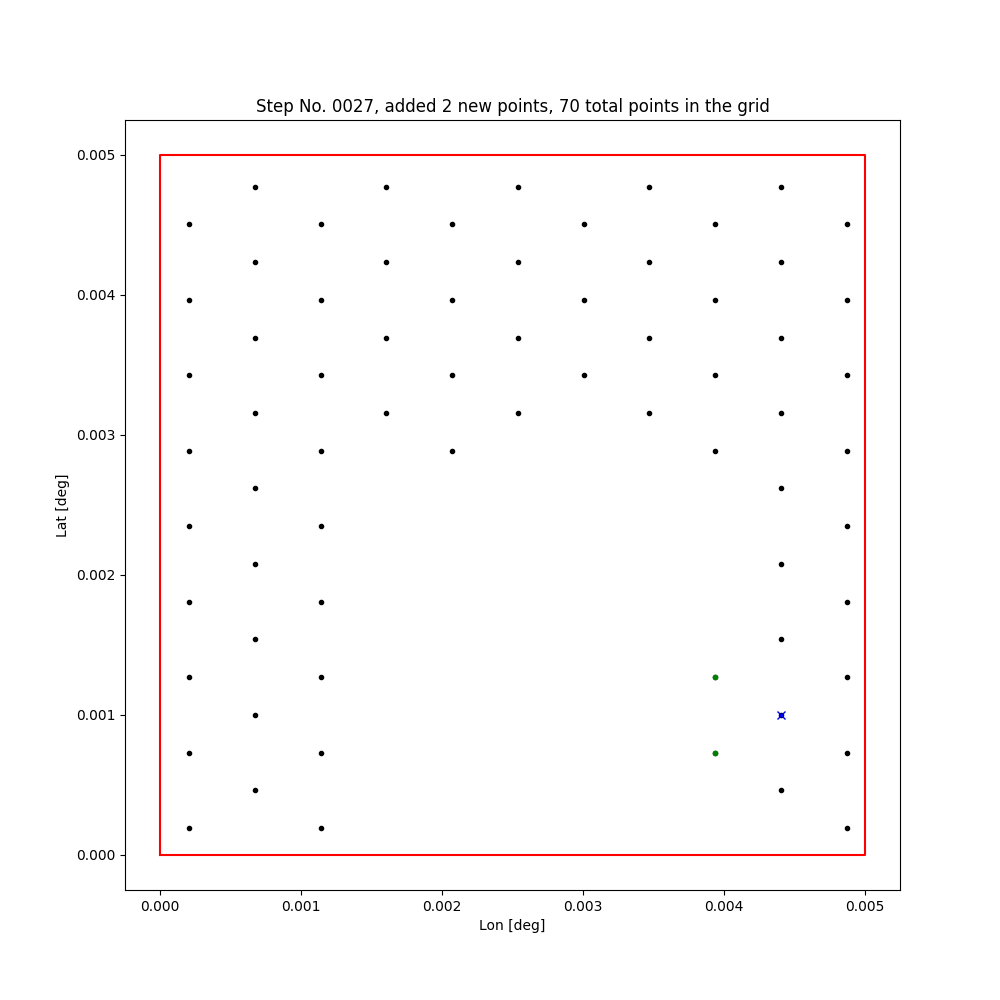 Step No. 0027, added 2 new points, 70 total points in the grid
0.005
0.004
0.003
0.002
0.001
0.000
Lat [deg]
0.000 0.001 0.002 0.003 0.004 0.005
Lon [deg]